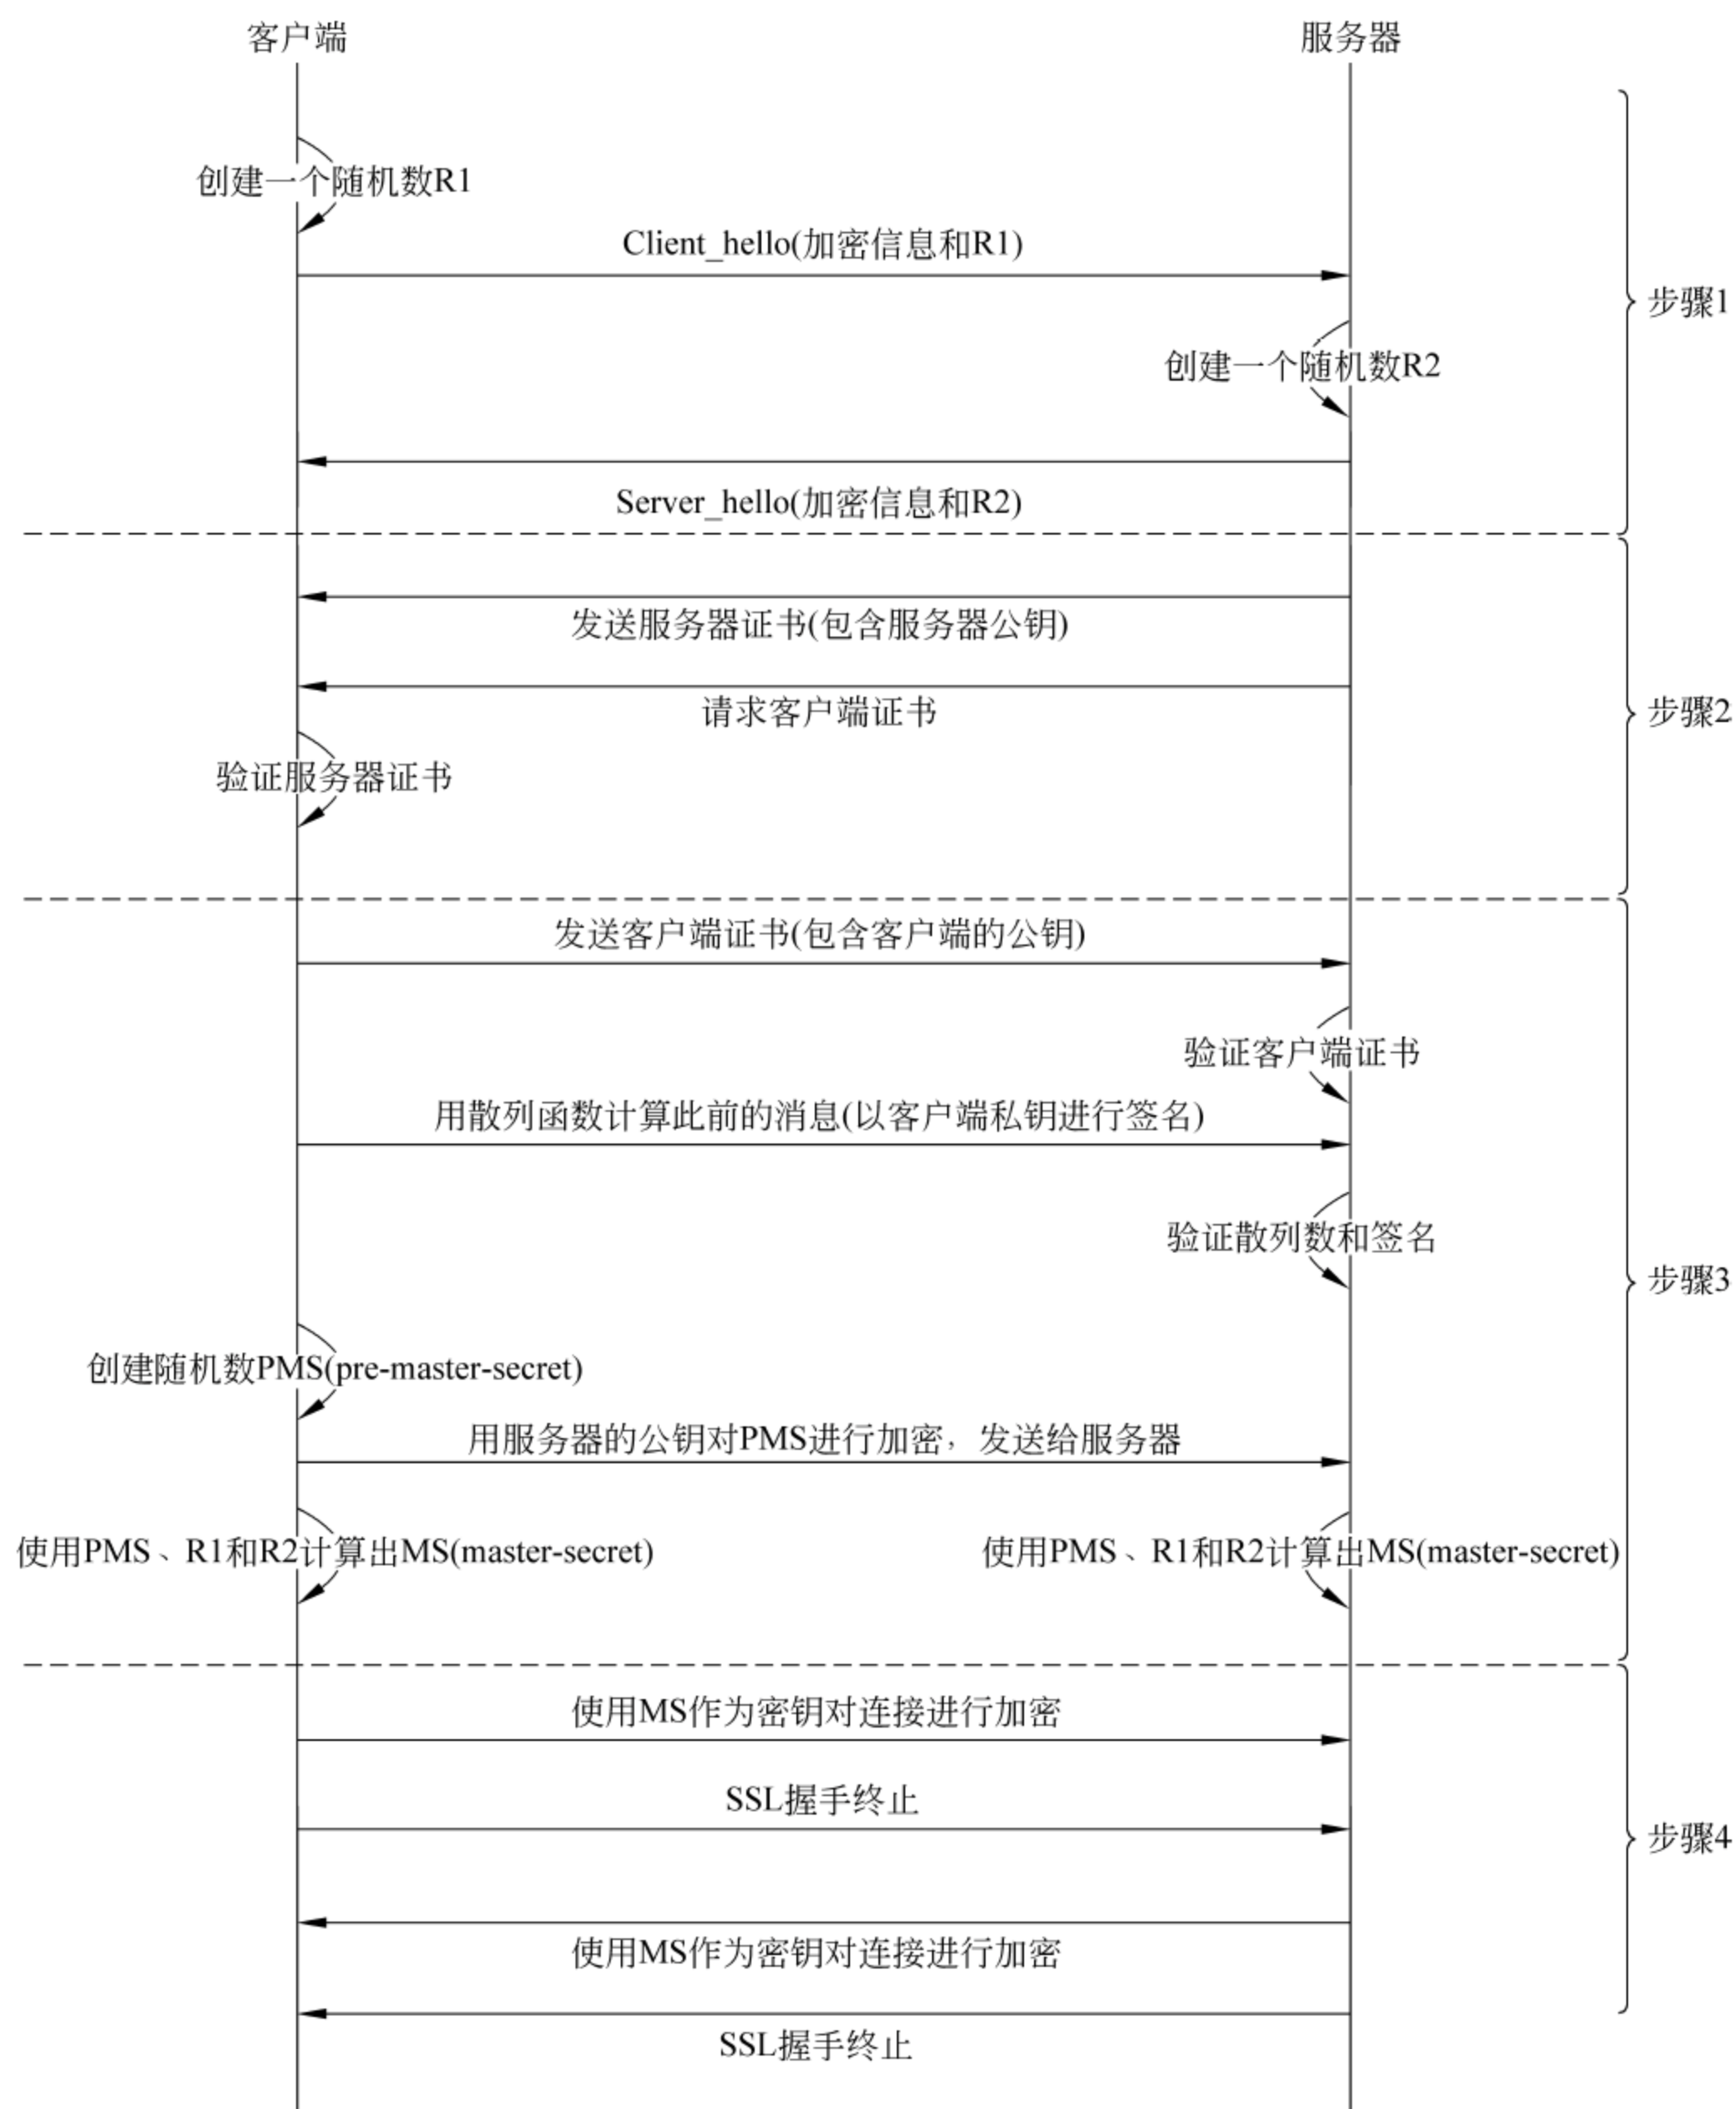 客户端
服务器
创建一个随机数R1
Client_hello(加密信息和R1)
步骤1
创建一个随机数R2
Server_hello(加密信息和R2)
发送服务器证书(包含服务器公钥)
请求客户端证书
步骤2
验证服务器证书
发送客户端证书(包含客户端的公钥)
验证客户端证书
用散列函数计算此前的消息(以客户端私钥进行签名)
验证散列数和签名
步骤3
创建随机数PMS(pre-master-secret)
用服务器的公钥对PMS进行加密，发送给服务器
使用PMS、R1和R2计算出MS(master-secret)
使用PMS、R1和R2计算出MS(master-secret)
使用MS作为密钥对连接进行加密
SSL握手终止
步骤4
使用MS作为密钥对连接进行加密
SSL握手终止